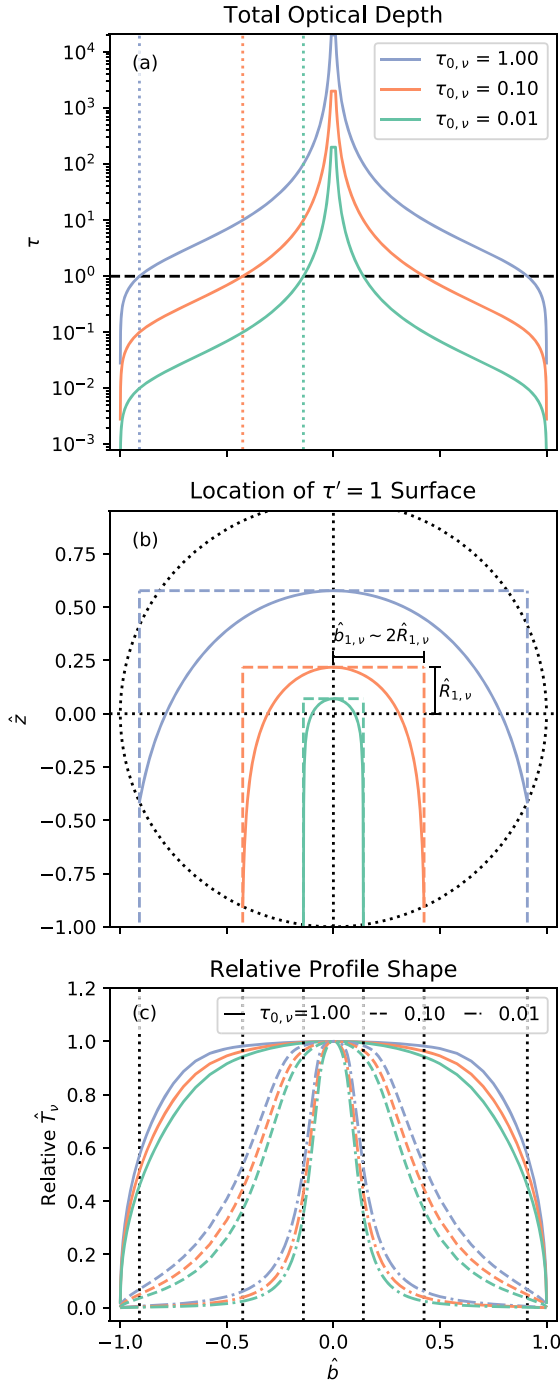 Total Optical Depth
(a)
τ₀,ν = 1.00
τ₀,ν = 0.10
τ₀,ν = 0.01
10⁴
10³
10²
10¹
10⁰
10⁻¹
10⁻²
10⁻³
τ
Location of τ′ = 1 Surface
(b)
b̂₁,ν ~ 2R̂₁,ν
R̂₁,ν
0.75
0.50
0.25
0.00
−0.25
−0.50
−0.75
−1.00
ẑ
Relative Profile Shape
(c)
τ₀,ν=1.00 0.10 0.01
1.2
1.0
0.8
0.6
0.4
0.2
0.0
Relative T̂ν
−1.0 −0.5 0.0 0.5 1.0
b̂